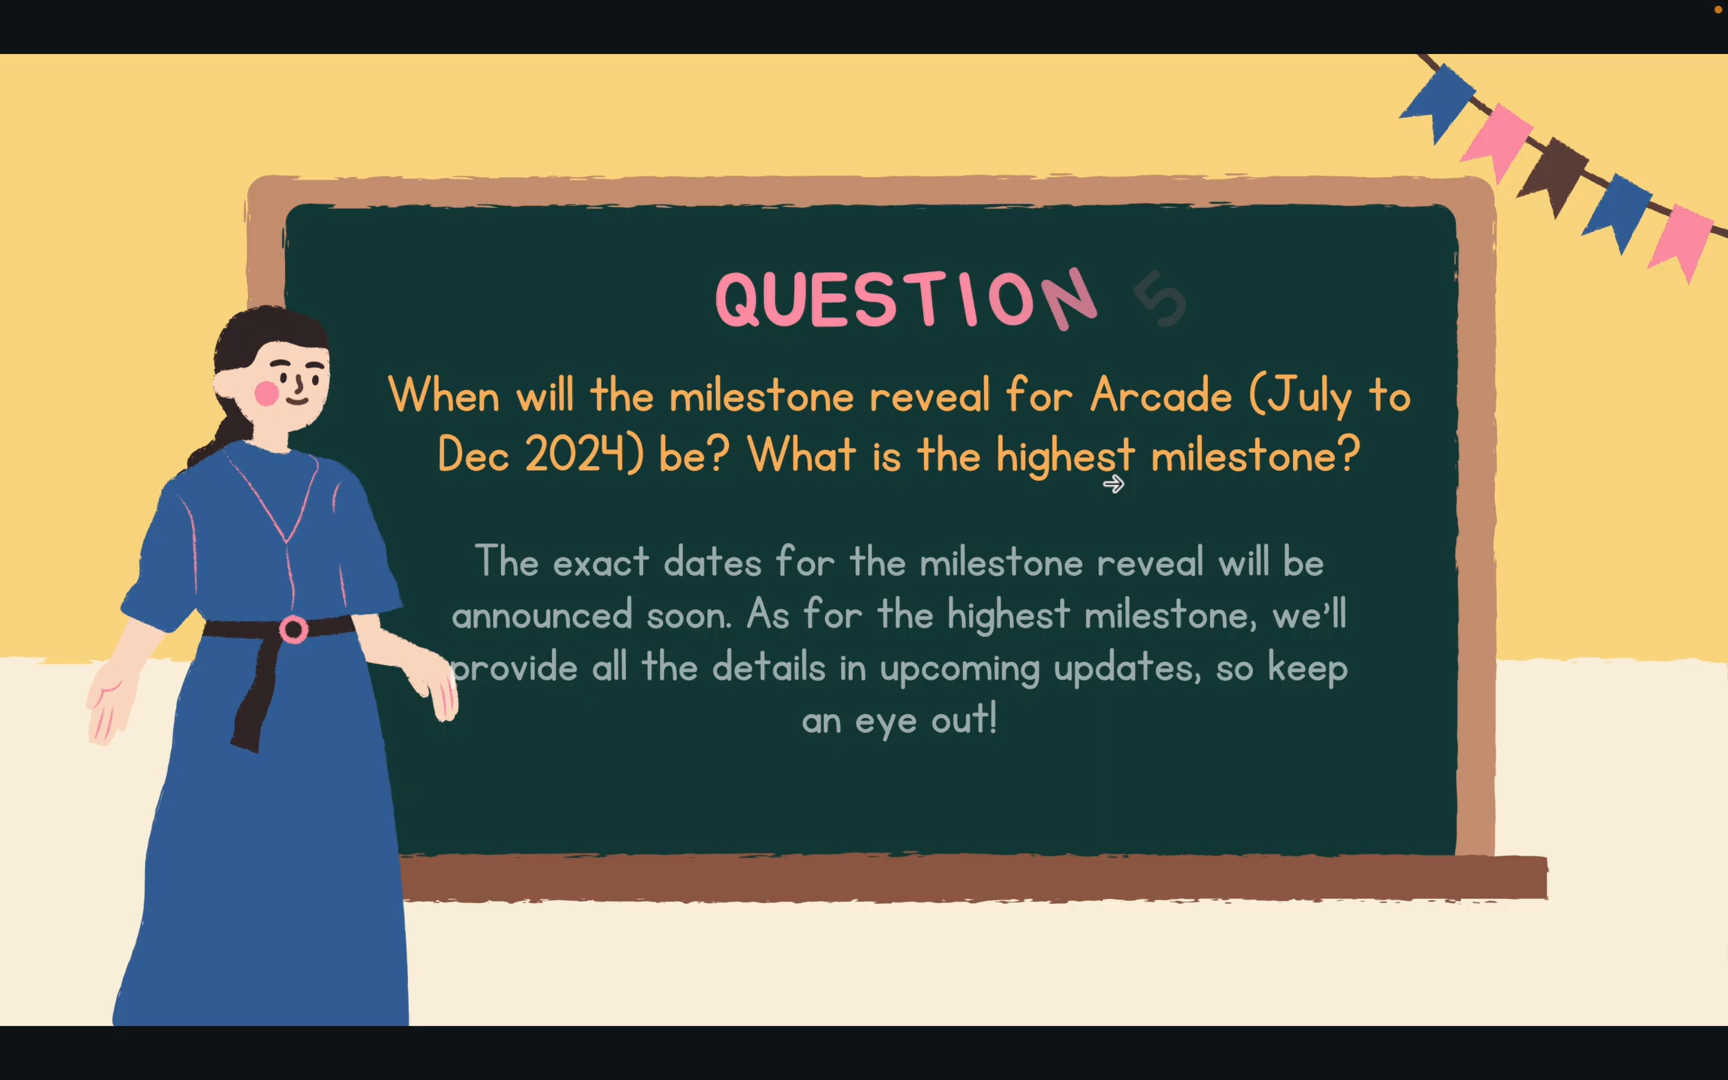 QUESTION 5
When will the milestone reveal for Arcade (July to
Dec 2024) be? What is the highest milestone?
The exact dates for the milestone reveal will be
announced soon. As for the highest milestone, we'll
provide all the details in upcoming updates, so keep
an eye out!